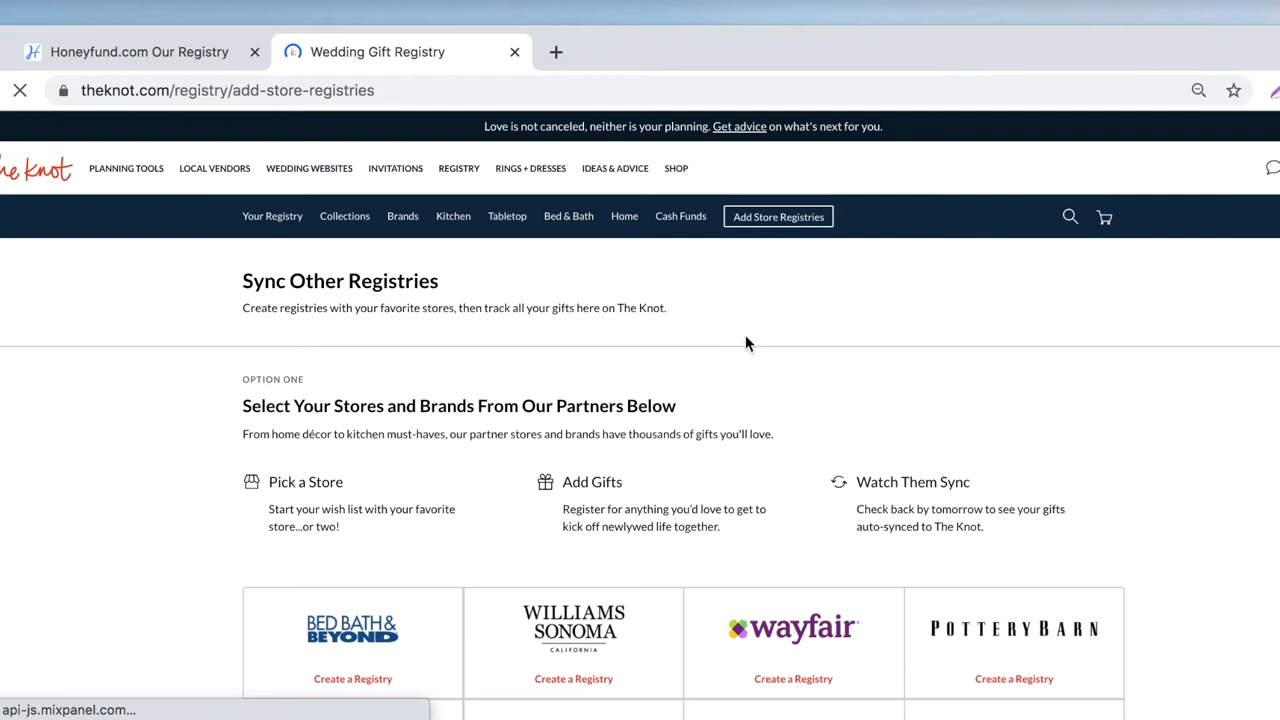 Honeyfund.com Our Registry
Wedding Gift Registry
theknot.com/registry/add-store-registries
Love is not canceled, neither is your planning. Get advice on what's next for you.
he knot
PLANNING TOOLS LOCAL VENDORS WEDDING WEBSITES INVITATIONS REGISTRY RINGS + DRESSES IDEAS & ADVICE SHOP
Your Registry Collections Brands Kitchen Tabletop Bed & Bath Home Cash Funds Add Store Registries
Sync Other Registries
Create registries with your favorite stores, then track all your gifts here on The Knot.
OPTION ONE
Select Your Stores and Brands From Our Partners Below
From home décor to kitchen must-haves, our partner stores and brands have thousands of gifts you'll love.
Pick a Store
Start your wish list with your favorite
store...or two!
Add Gifts
Register for anything you'd love to get to
kick off newlywed life together.
Watch Them Sync
Check back by tomorrow to see your gifts
auto-synced to The Knot.
BED BATH &
BEYOND
Create a Registry
WILLIAMS
SONOMA
CALIFORNIA
Create a Registry
wayfair
Create a Registry
POTTERY BARN
Create a Registry
api-js.mixpanel.com...